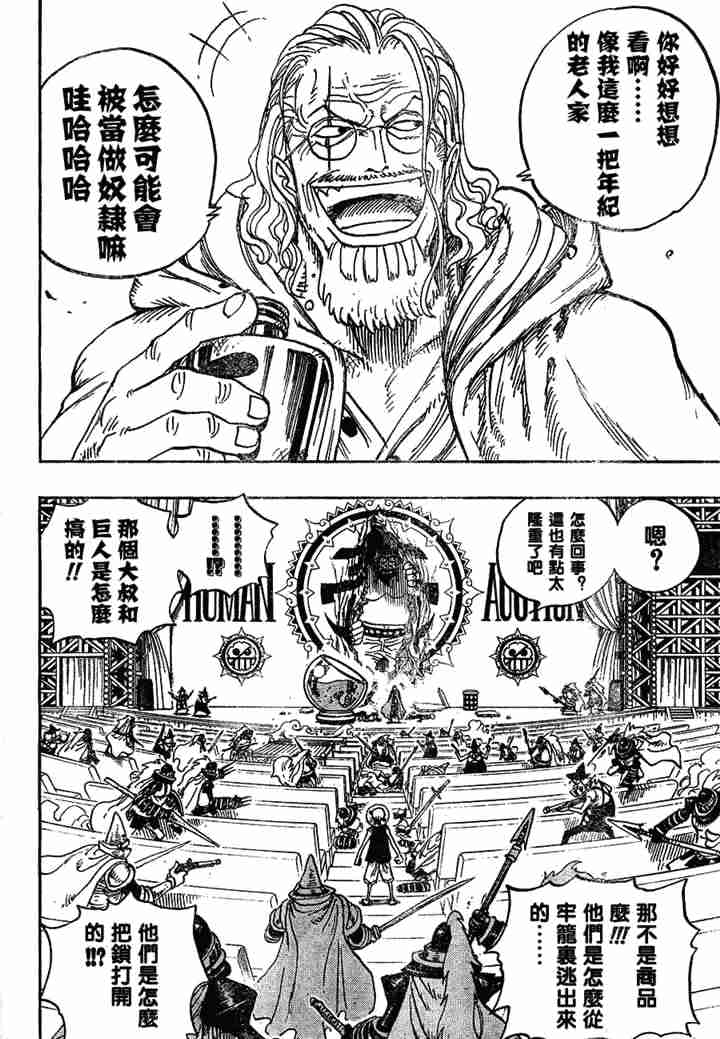 你好好想想
看啊……
像我這麼一把年紀
的老人家
怎麼可能會
被當做奴隸嘛
哇哈哈哈
嗯？
怎麼回事？
這也有點太
隆重了吧
…………!?
那個大叔和
巨人是怎麼
搞的!!
HUMAN
AUCTION
那不是商品
麼!!!
他們是怎麼從
牢籠裏逃出來
的……
他們是怎麼
把鎖打開
的!!?